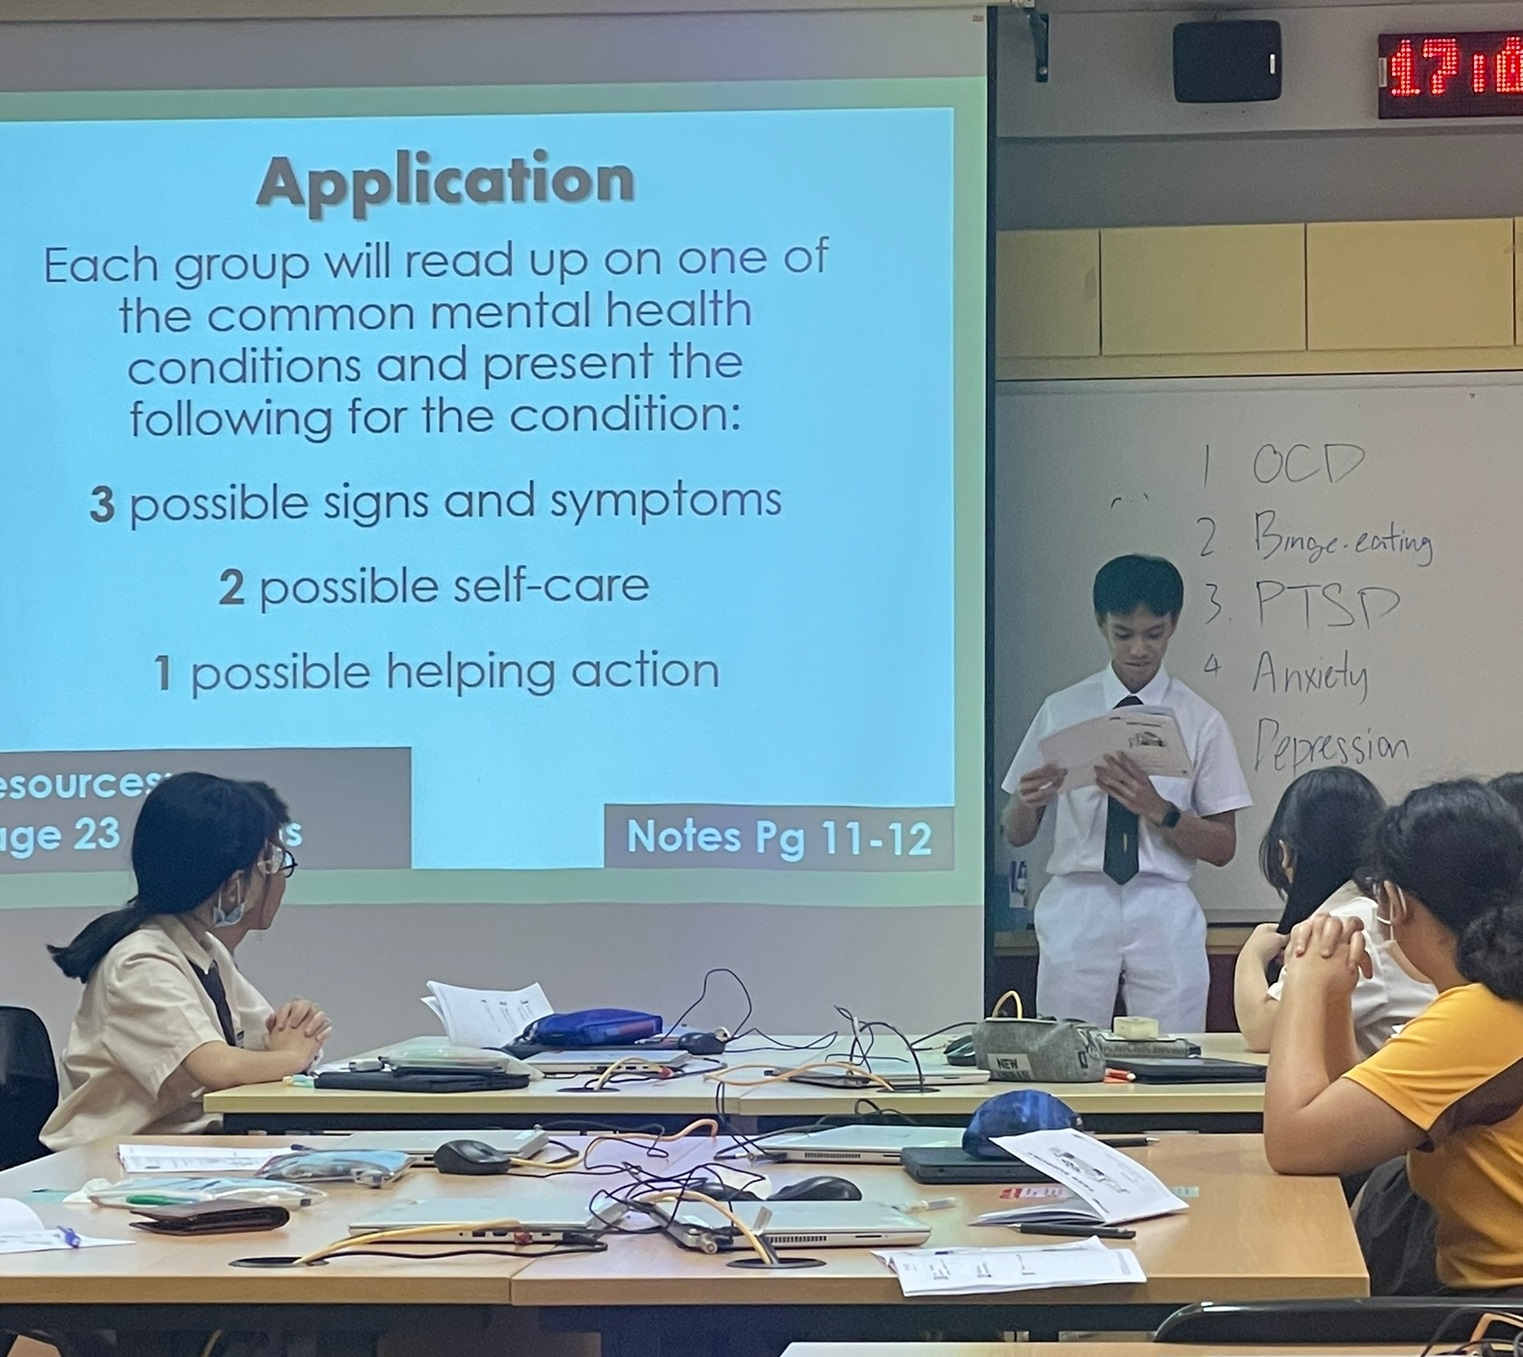 Application
Each group will read up on one of
the common mental health
conditions and present the
following for the condition:
3 possible signs and symptoms
2 possible self-care
1 possible helping action
23
Notes Pg 11-12
1 OCD
2. Binge-eating
3. PTSD
4 Anxiety
Depression
NEW